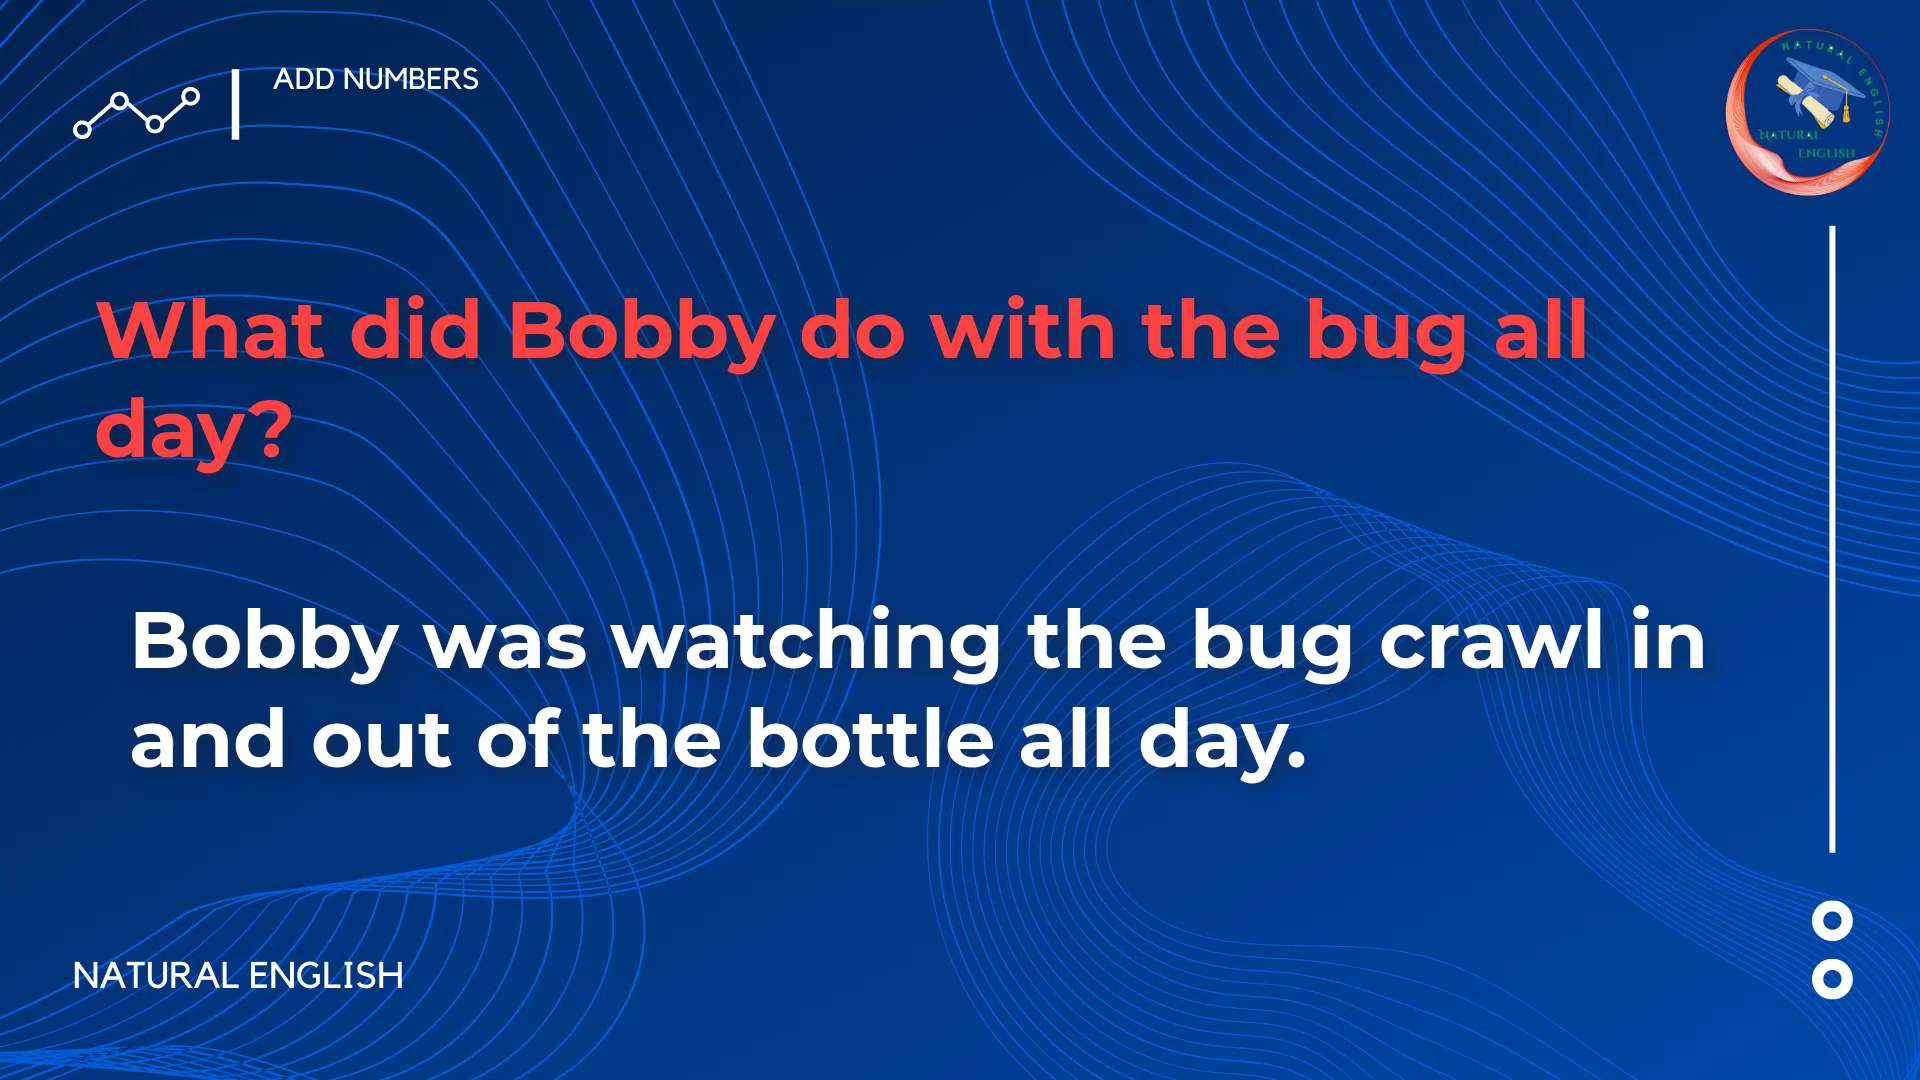 ADD NUMBERS
NATURAL ENGLISH
NATURAL
ENGLISH
What did Bobby do with the bug all
day?
Bobby was watching the bug crawl in
and out of the bottle all day.
NATURAL ENGLISH